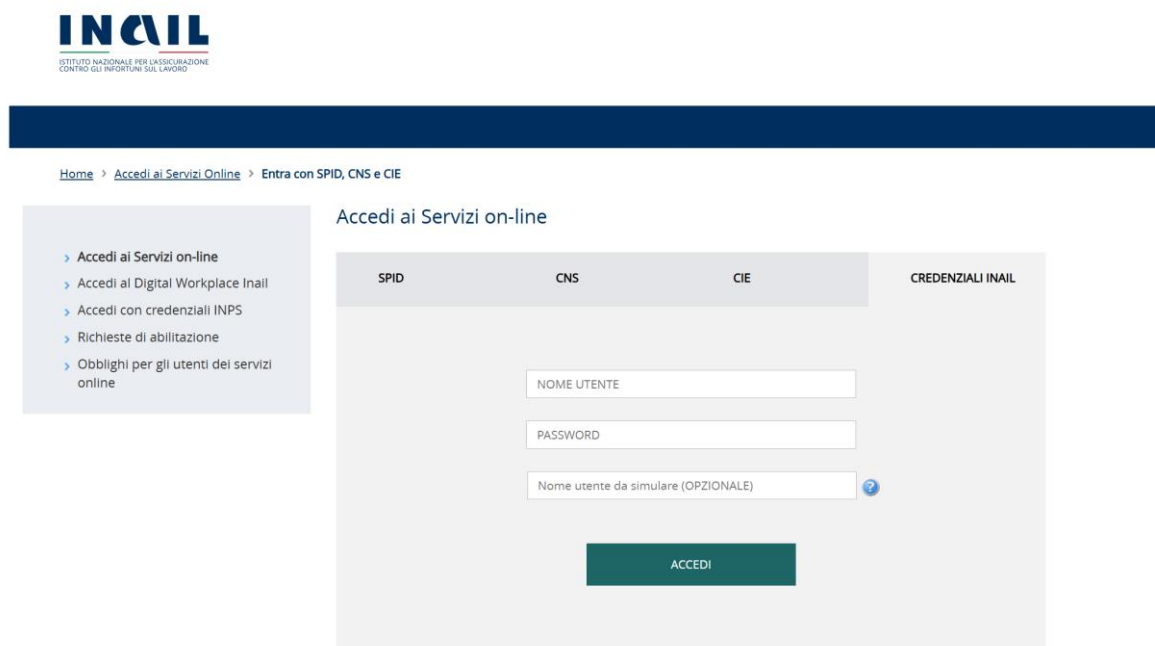 INAIL
ISTITUTO NAZIONALE PER L'ASSICURAZIONE
CONTRO GLI INFORTUNI SUL LAVORO
Home > Accedi ai Servizi Online > Entra con SPID, CNS e CIE
Accedi ai Servizi on-line
Accedi al Digital Workplace Inail
Accedi con credenziali INPS
Richieste di abilitazione
Obblighi per gli utenti dei servizi
online
Accedi ai Servizi on-line
SPID CNS CIE CREDENZIALI INAIL
NOME UTENTE
PASSWORD
Nome utente da simulare (OPZIONALE) ?
ACCEDI